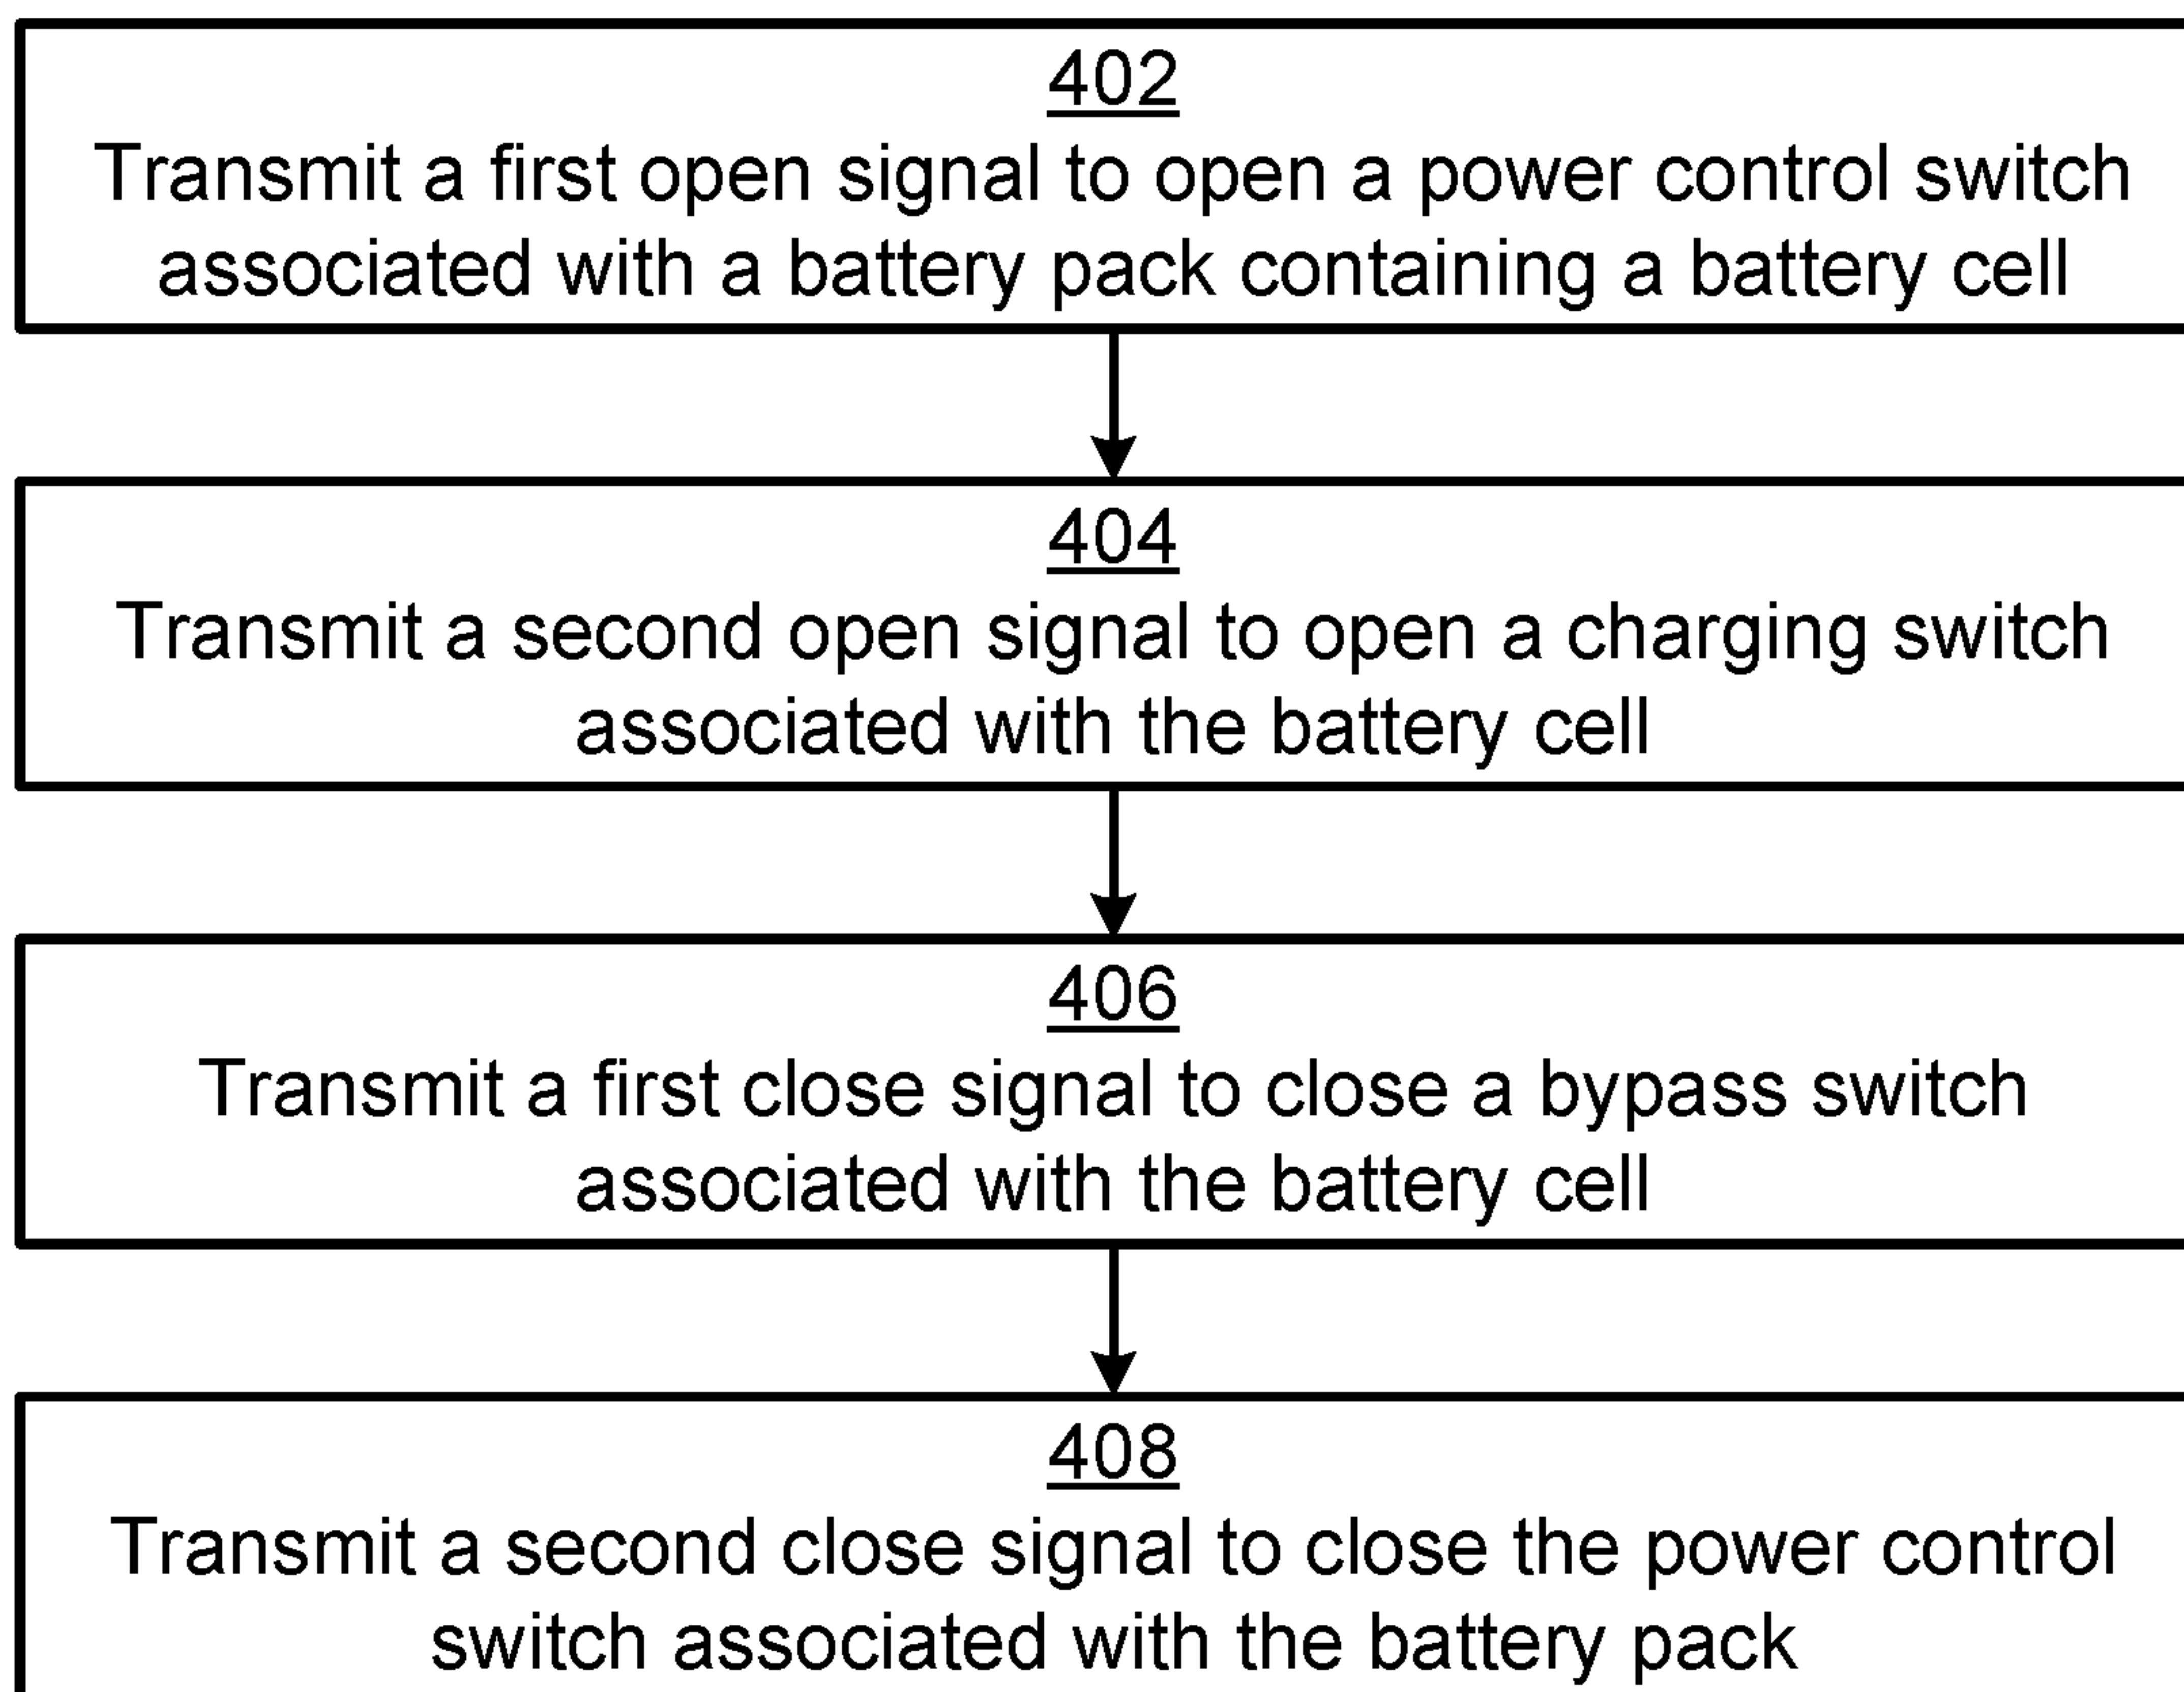 402
Transmit a first open signal to open a power control switch
associated with a battery pack containing a battery cell
404
Transmit a second open signal to open a charging switch
associated with the battery cell
406
Transmit a first close signal to close a bypass switch
associated with the battery cell
408
Transmit a second close signal to close the power control
switch associated with the battery pack